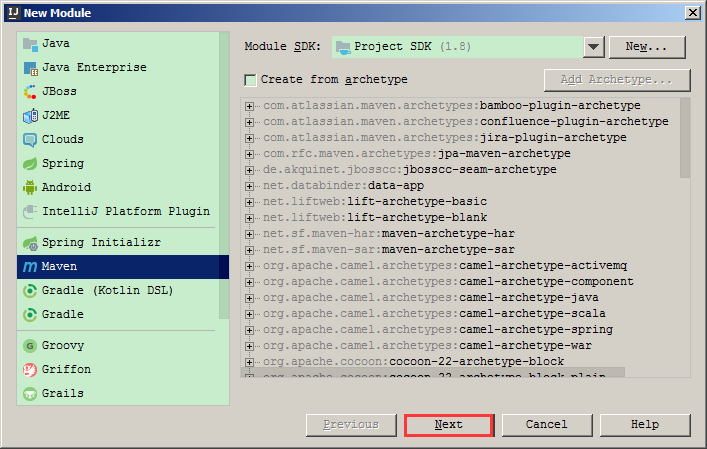 New Module
Java
Java Enterprise
JBoss
J2ME
Clouds
Spring
Android
IntelliJ Platform Plugin
Spring Initializr
Maven
Gradle (Kotlin DSL)
Gradle
Groovy
Griffon
Grails
Module SDK: Project SDK (1.8) New...
Create from archetype Add Archetype...
com.atlassian.maven.archetypes:bamboo-plugin-archetype
com.atlassian.maven.archetypes:confluence-plugin-archetype
com.atlassian.maven.archetypes:jira-plugin-archetype
com.rfc.maven.archetypes:jpa-maven-archetype
de.akquinet.jbosscc:jbosscc-seam-archetype
net.databinder:data-app
net.liftweb:lift-archetype-basic
net.liftweb:lift-archetype-blank
net.sf.maven-har:maven-archetype-har
net.sf.maven-sar:maven-archetype-sar
org.apache.camel.archetypes:camel-archetype-activemq
org.apache.camel.archetypes:camel-archetype-component
org.apache.camel.archetypes:camel-archetype-java
org.apache.camel.archetypes:camel-archetype-scala
org.apache.camel.archetypes:camel-archetype-spring
org.apache.camel.archetypes:camel-archetype-war
org.apache.cocoon:cocoon-22-archetype-block
org.apache.cocoon:cocoon-22-archetype-block-plain
Previous Next Cancel Help